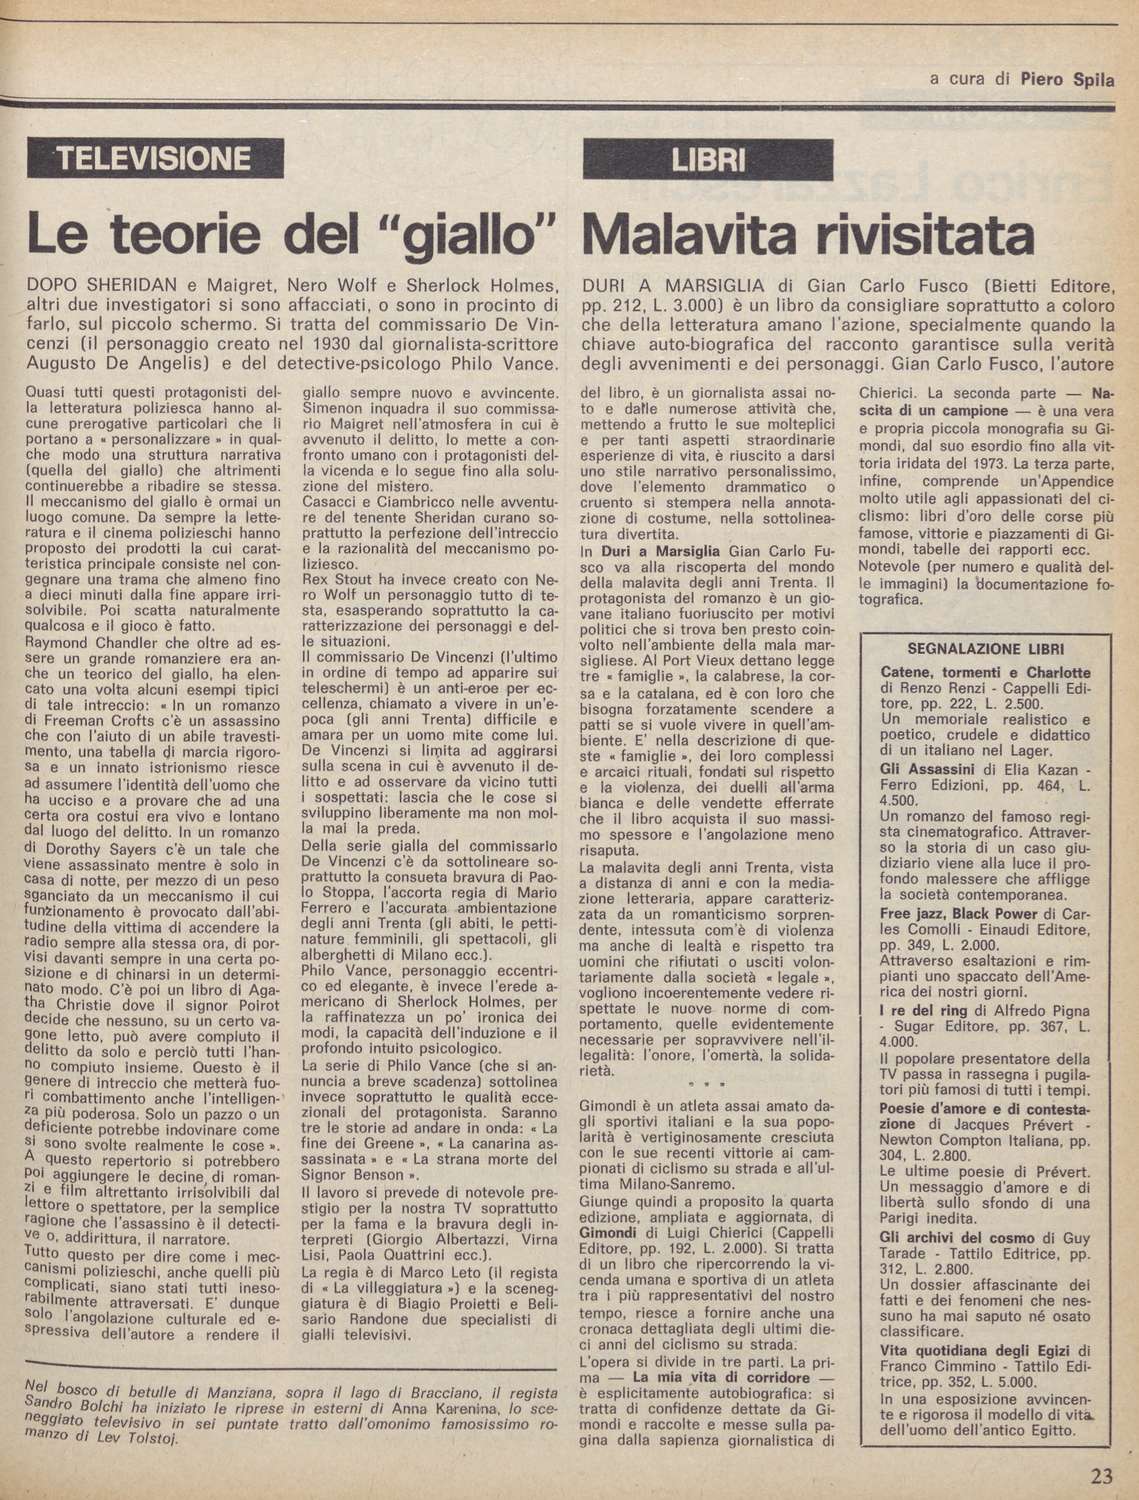 a cura di Piero Spila
TELEVISIONE
Le teorie del "giallo"
DOPO SHERIDAN e Maigret, Nero Wolf e Sherlock Holmes,
altri due investigatori si sono affacciati, o sono in procinto di
farlo, sul piccolo schermo. Si tratta del commissario De Vin-
cenzi (il personaggio creato nel 1930 dal giornalista-scrittore
Augusto De Angelis) e del detective-psicologo Philo Vance.
Quasi tutti questi protagonisti del-
la letteratura poliziesca hanno al-
cune prerogative particolari che li
portano a « personalizzare » in qual-
che modo una struttura narrativa
(quella del giallo) che altrimenti
continuerebbe a ribadire se stessa.
Il meccanismo del giallo è ormai un
luogo comune. Da sempre la lette-
ratura e il cinema polizieschi hanno
proposto dei prodotti la cui carat-
teristica principale consiste nel con-
gegnare una trama che almeno fino
a dieci minuti dalla fine appare irri-
solvibile. Poi scatta naturalmente
qualcosa e il gioco è fatto.
Raymond Chandler che oltre ad es-
sere un grande romanziere era an-
che un teorico del giallo, ha elen-
cato una volta alcuni esempi tipici
di tale intreccio: « In un romanzo
di Freeman Crofts c'è un assassino
che con l'aiuto di un abile travesti-
mento, una tabella di marcia rigoro-
sa e un innato istrionismo riesce
ad assumere l'identità dell'uomo che
ha ucciso e a provare che ad una
certa ora costui era vivo e lontano
dal luogo del delitto. In un romanzo
di Dorothy Sayers c'è un tale che
viene assassinato mentre è solo in
casa di notte, per mezzo di un peso
sganciato da un meccanismo il cui
funzionamento è provocato dall'abi-
tudine della vittima di accendere la
radio sempre alla stessa ora, di por-
visi davanti sempre in una certa po-
sizione e di chinarsi in un determi-
nato modo. C'è poi un libro di Aga-
tha Christie dove il signor Poirot
decide che nessuno, su un certo va-
gone letto, può avere compiuto il
delitto da solo e perciò tutti l'han-
no compiuto insieme. Questo è il
genere di intreccio che metterà fuo-
ri combattimento anche l'intelligen-
za più poderosa. Solo un pazzo o un
deficiente potrebbe indovinare come
si sono svolte realmente le cose ».
A questo repertorio si potrebbero
poi aggiungere le decine di roman-
zi e film altrettanto irrisolvibili dal
lettore o spettatore, per la semplice
ragione che l'assassino è il detecti-
ve o, addirittura, il narratore.
Tutto questo per dire come i mec-
canismi polizieschi, anche quelli più
complicati, siano stati tutti ineso-
rabilmente attraversati. E' dunque
solo l'angolazione culturale ed e-
spressiva dell'autore a rendere il
giallo sempre nuovo e avvincente.
Simenon inquadra il suo commissa-
rio Maigret nell'atmosfera in cui è
avvenuto il delitto, lo mette a con-
fronto umano con i protagonisti del-
la vicenda e lo segue fino alla solu-
zione del mistero.
Casacci e Ciambricco nelle avventu-
re del tenente Sheridan curano so-
prattutto la perfezione dell'intreccio
e la razionalità del meccanismo po-
liziesco.
Rex Stout ha invece creato con Ne-
ro Wolf un personaggio tutto di te-
sta, esasperando soprattutto la ca-
ratterizzazione dei personaggi e del-
le situazioni.
Il commissario De Vincenzi (l'ultimo
in ordine di tempo ad apparire sui
teleschermi) è un anti-eroe per ec-
cellenza, chiamato a vivere in un'e-
poca (gli anni Trenta) difficile e
amara per un uomo mite come lui.
De Vincenzi si limita ad aggirarsi
sulla scena in cui è avvenuto il de-
litto e ad osservare da vicino tutti
i sospettati: lascia che le cose si
sviluppino liberamente ma non mol-
la mai la preda.
Della serie gialla del commissario
De Vincenzi c'è da sottolineare so-
prattutto la consueta bravura di Pao-
lo Stoppa, l'accorta regia di Mario
Ferrero e l'accurata ambientazione
degli anni Trenta (gli abiti, le petti-
nature femminili, gli spettacoli, gli
alberghetti di Milano ecc.).
Philo Vance, personaggio eccentri-
co ed elegante, è invece l'erede a-
mericano di Sherlock Holmes, per
la raffinatezza un po' ironica dei
modi, la capacità dell'induzione e il
profondo intuito psicologico.
La serie di Philo Vance (che si an-
nuncia a breve scadenza) sottolinea
invece soprattutto le qualità ecce-
zionali del protagonista. Saranno
tre le storie ad andare in onda: « La
fine dei Greene », « La canarina as-
sassinata » e « La strana morte del
Signor Benson ».
Il lavoro si prevede di notevole pre-
stigio per la nostra TV soprattutto
per la fama e la bravura degli in-
terpreti (Giorgio Albertazzi, Virna
Lisi, Paola Quattrini ecc.).
La regia è di Marco Leto (il regista
di « La villeggiatura ») e la sceneg-
giatura è di Biagio Proietti e Beli-
sario Randone due specialisti di
gialli televisivi.
Nel bosco di betulle di Manziana, sopra il lago di Bracciano, il regista
Sandro Bolchi ha iniziato le riprese in esterni di Anna Karenina, lo sce-
neggiato televisivo in sei puntate tratto dall'omonimo famosissimo ro-
manzo di Lev Tolstoj.
LIBRI
Malavita rivisitata
DURI A MARSIGLIA di Gian Carlo Fusco (Bietti Editore,
pp. 212, L. 3.000) è un libro da consigliare soprattutto a coloro
che della letteratura amano l'azione, specialmente quando la
chiave auto-biografica del racconto garantisce sulla verità
degli avvenimenti e dei personaggi. Gian Carlo Fusco, l'autore
del libro, è un giornalista assai no-
to e dalle numerose attività che,
mettendo a frutto le sue molteplici
e per tanti aspetti straordinarie
esperienze di vita, è riuscito a darsi
uno stile narrativo personalissimo,
dove l'elemento drammatico o
cruento si stempera nella annota-
zione di costume, nella sottolinea-
tura divertita.
In Duri a Marsiglia Gian Carlo Fu-
sco va alla riscoperta del mondo
della malavita degli anni Trenta. Il
protagonista del romanzo è un gio-
vane italiano fuoriuscito per motivi
politici che si trova ben presto coin-
volto nell'ambiente della mala mar-
sigliese. Al Port Vieux dettano legge
tre « famiglie », la calabrese, la cor-
sa e la catalana, ed è con loro che
bisogna forzatamente scendere a
patti se si vuole vivere in quell'am-
biente. E' nella descrizione di que-
ste « famiglie », dei loro complessi
e arcaici rituali, fondati sul rispetto
e la violenza, dei duelli all'arma
bianca e delle vendette efferrate
che il libro acquista il suo massi-
mo spessore e l'angolazione meno
risaputa.
La malavita degli anni Trenta, vista
a distanza di anni e con la media-
zione letteraria, appare caratteriz-
zata da un romanticismo sorpren-
dente, intessuta com'è di violenza
ma anche di lealtà e rispetto tra
uomini che rifiutati o usciti volon-
tariamente dalla società « legale »,
vogliono incoerentemente vedere ri-
spettate le nuove norme di com-
portamento, quelle evidentemente
necessarie per sopravvivere nell'il-
legalità: l'onore, l'omertà, la solida-
rietà.
* * *
Gimondi è un atleta assai amato da-
gli sportivi italiani e la sua popo-
larità è vertiginosamente cresciuta
con le sue recenti vittorie ai cam-
pionati di ciclismo su strada e all'ul-
tima Milano-Sanremo.
Giunge quindi a proposito la quarta
edizione, ampliata e aggiornata, di
Gimondi di Luigi Chierici (Cappelli
Editore, pp. 192, L. 2.000). Si tratta
di un libro che ripercorrendo la vi-
cenda umana e sportiva di un atleta
tra i più rappresentativi del nostro
tempo, riesce a fornire anche una
cronaca dettagliata degli ultimi die-
ci anni del ciclismo su strada.
L'opera si divide in tre parti. La pri-
ma — La mia vita di corridore —
è esplicitamente autobiografica: si
tratta di confidenze dettate da Gi-
mondi e raccolte e messe sulla pa-
gina dalla sapienza giornalistica di
Chierici. La seconda parte — Na-
scita di un campione — è una vera
e propria piccola monografia su Gi-
mondi, dal suo esordio fino alla vit-
toria iridata del 1973. La terza parte,
infine, comprende un'Appendice
molto utile agli appassionati del ci-
clismo: libri d'oro delle corse più
famose, vittorie e piazzamenti di Gi-
mondi, tabelle dei rapporti ecc.
Notevole (per numero e qualità del-
le immagini) la documentazione fo-
tografica.
SEGNALAZIONE LIBRI
Catene, tormenti e Charlotte
di Renzo Renzi - Cappelli Edi-
tore, pp. 222, L. 2.500.
Un memoriale realistico e
poetico, crudele e didattico
di un italiano nel Lager.
Gli Assassini di Elia Kazan -
Ferro Edizioni, pp. 464, L.
4.500.
Un romanzo del famoso regi-
sta cinematografico. Attraver-
so la storia di un caso giu-
diziario viene alla luce il pro-
fondo malessere che affligge
la società contemporanea.
Free jazz, Black Power di Car-
les Comolli - Einaudi Editore,
pp. 349, L. 2.000.
Attraverso esaltazioni e rim-
pianti uno spaccato dell'Ame-
rica dei nostri giorni.
I re del ring di Alfredo Pigna
- Sugar Editore, pp. 367, L.
4.000.
Il popolare presentatore della
TV passa in rassegna i pugila-
tori più famosi di tutti i tempi.
Poesie d'amore e di contesta-
zione di Jacques Prévert -
Newton Compton Italiana, pp.
304, L. 2.800.
Le ultime poesie di Prévert.
Un messaggio d'amore e di
libertà sullo sfondo di una
Parigi inedita.
Gli archivi del cosmo di Guy
Tarade - Tattilo Editrice, pp.
312, L. 2.800.
Un dossier affascinante dei
fatti e dei fenomeni che nes-
suno ha mai saputo né osato
classificare.
Vita quotidiana degli Egizi di
Franco Cimmino - Tattilo Edi-
trice, pp. 352, L. 5.000.
In una esposizione avvincen-
te e rigorosa il modello di vita
dell'uomo dell'antico Egitto.
23